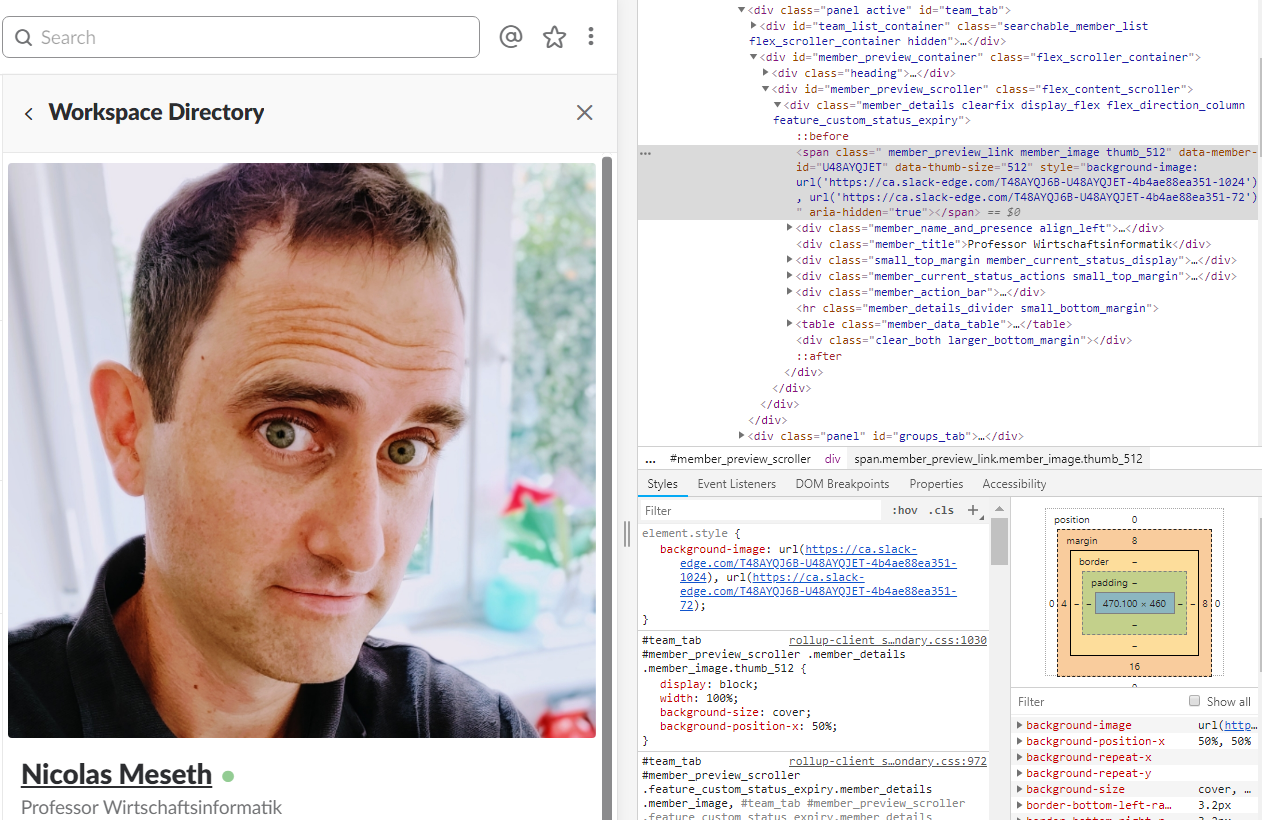 Search
Workspace Directory
Nicolas Meseth
Professor Wirtschaftsinformatik
▼<div class="panel active" id="team_tab">
▶<div id="team_list_container" class="searchable_member_list
flex_scroller_container hidden">…</div>
▼<div id="member_preview_container" class="flex_scroller_container">
▶<div class="heading">…</div>
▼<div id="member_preview_scroller" class="flex_content_scroller">
▼<div class="member_details clearfix display_flex flex_direction_column
feature_custom_status_expiry">
::before
<span class=" member_preview_link member_image thumb_512" data-member-
id="U48AYQJET" data-thumb-size="512" style="background-image:
url('https://ca.slack-edge.com/T48AYQJ6B-U48AYQJET-4b4ae88ea351-1024')
, url('https://ca.slack-edge.com/T48AYQJ6B-U48AYQJET-4b4ae88ea351-72')
" aria-hidden="true"></span> == $0
▶<div class="member_name_and_presence align_left">…</div>
<div class="member_title">Professor Wirtschaftsinformatik</div>
▶<div class="small_top_margin member_current_status_display">…</div>
▶<div class="member_current_status_actions small_top_margin">…</div>
▶<div class="member_action_bar">…</div>
<hr class="member_details_divider small_bottom_margin">
▶<table class="member_data_table">…</table>
<div class="clear_both larger_bottom_margin"></div>
::after
</div>
</div>
</div>
</div>
▶<div class="panel" id="groups_tab">…</div>
... #member_preview_scroller div span.member_preview_link.member_image.thumb_512
Styles Event Listeners DOM Breakpoints Properties Accessibility
Filter :hov .cls +
element.style {
background-image: url(https://ca.slack-
edge.com/T48AYQJ6B-U48AYQJET-4b4ae88ea351-
1024), url(https://ca.slack-
edge.com/T48AYQJ6B-U48AYQJET-4b4ae88ea351-
72);
}
#team_tab rollup-client_s…ndary.css:1030
#member_preview_scroller .member_details
.member_image.thumb_512 {
display: block;
width: 100%;
background-size: cover;
background-position-x: 50%;
}
#team_tab rollup-client_s…ondary.css:972
#member_preview_scroller
.feature_custom_status_expiry.member_details
.member_image, #team_tab #member_preview_scroller
.feature_custom_status_expiry.member_details
position 0
margin 8
border –
padding –
0 4 – – 470.100 × 460 – – 8 0
–
–
16
Filter Show all
▶ background-image url(http…
▶ background-position-x 50%, 50%
▶ background-repeat-x
▶ background-repeat-y
▶ background-size cover, …
▶ border-bottom-left-ra… 3.2px